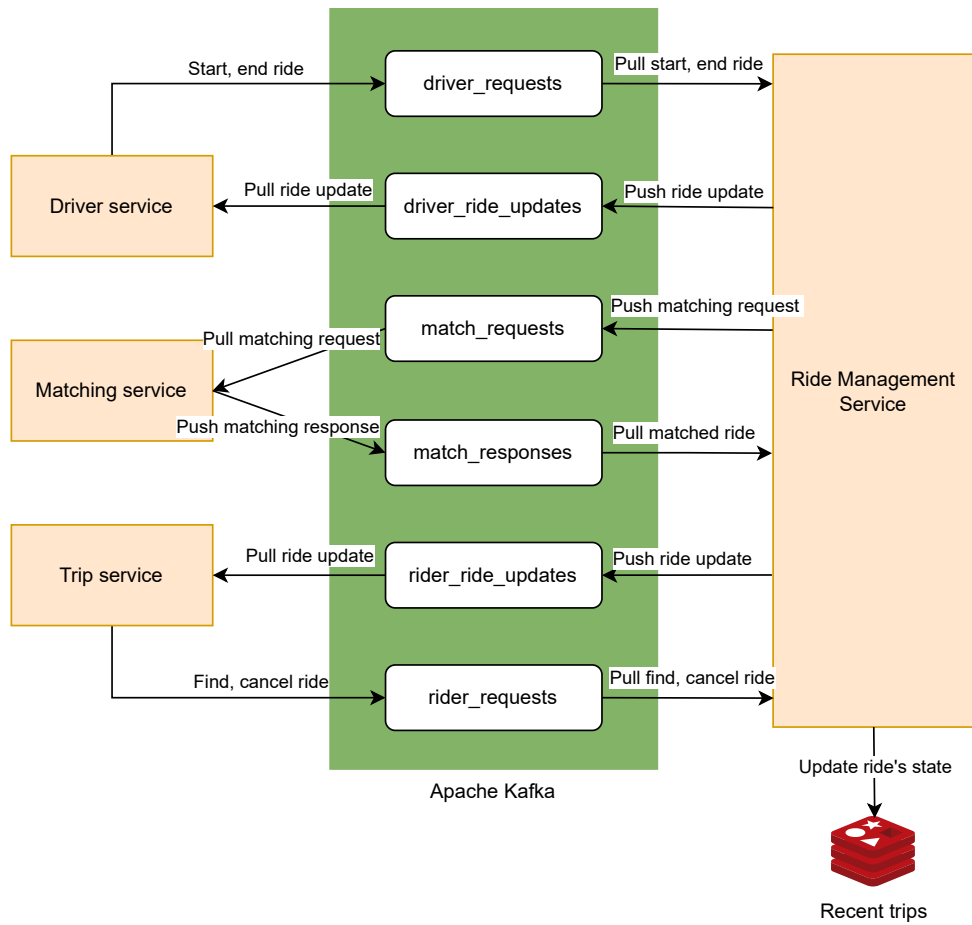 Start, end ride
driver_requests
Pull start, end ride
Driver service
Pull ride update
driver_ride_updates
Push ride update
Matching service
Pull matching request
match_requests
Push matching request
Push matching response
match_responses
Pull matched ride
Ride Management
Service
Trip service
Pull ride update
rider_ride_updates
Push ride update
Find, cancel ride
rider_requests
Pull find, cancel ride
Apache Kafka
Update ride's state
Recent trips